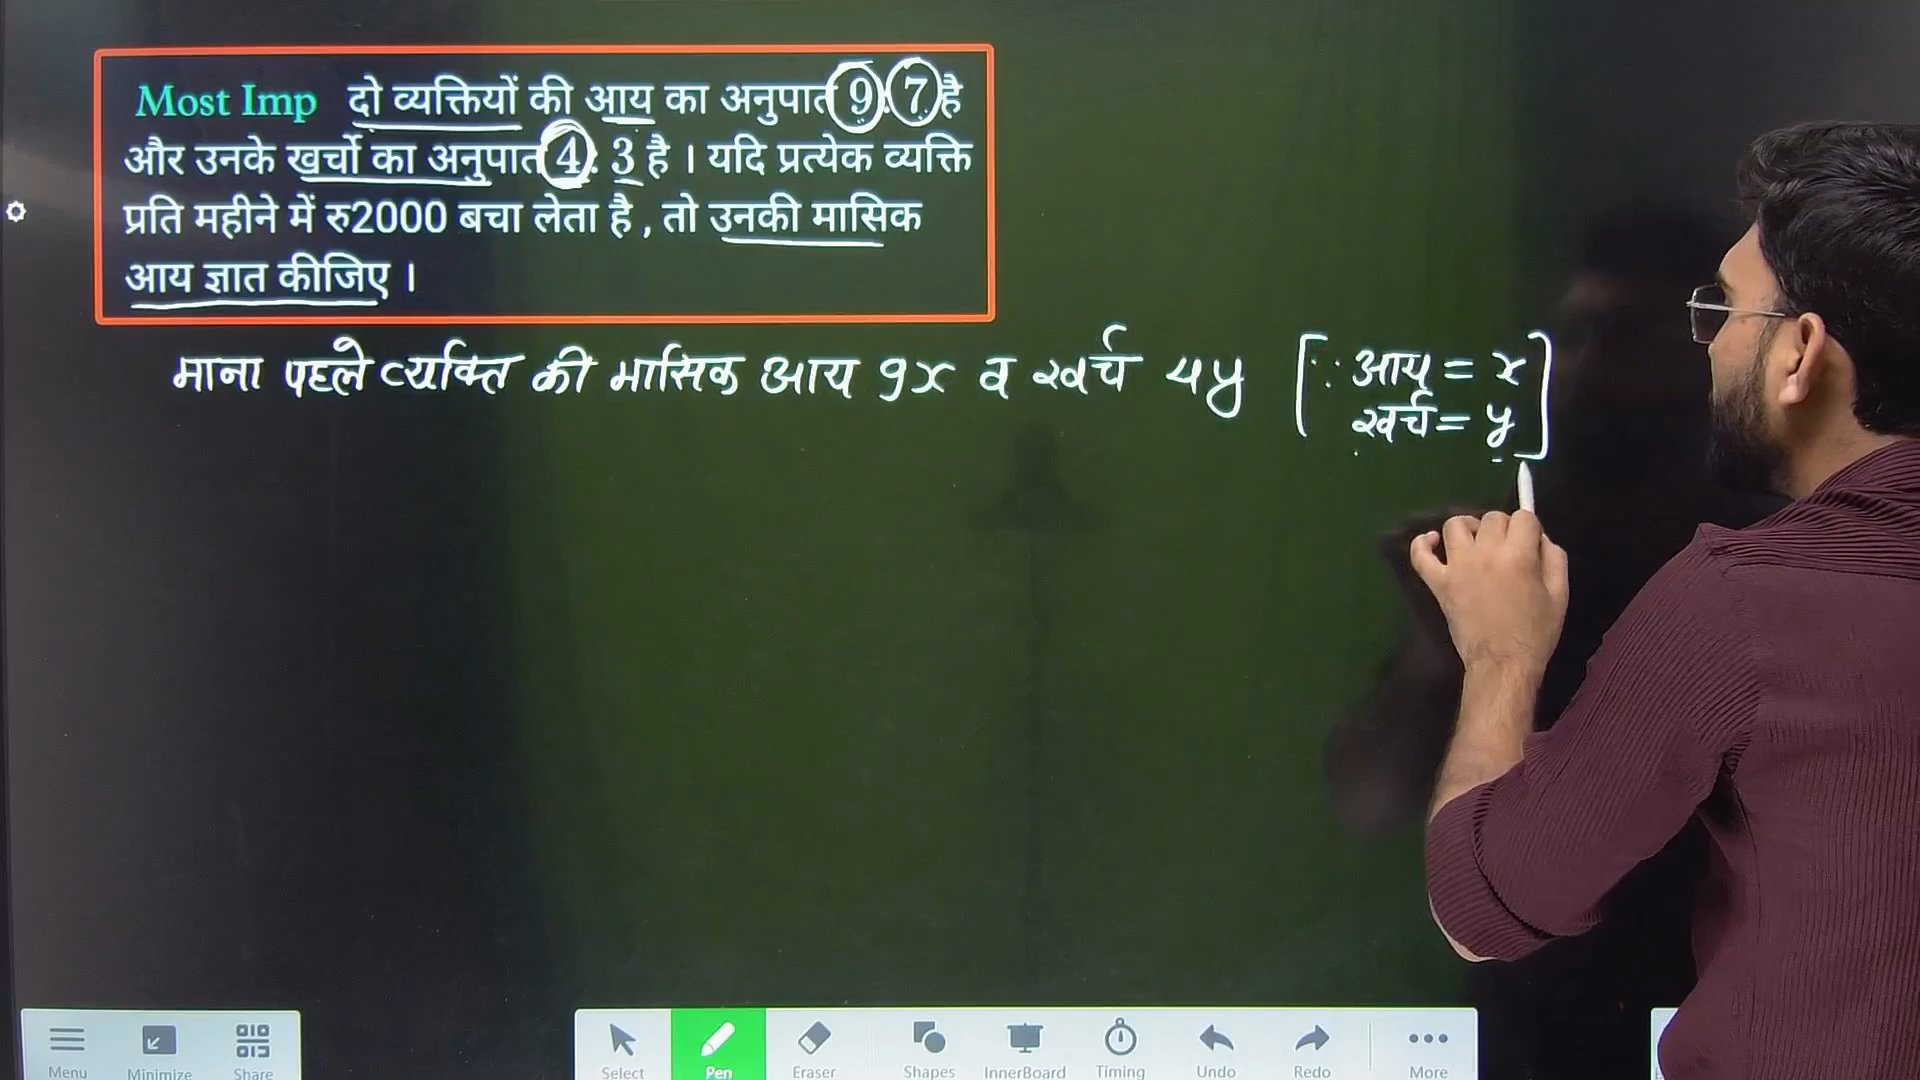 Most Imp दो व्यक्तियों की आय का अनुपात 9:7 है
और उनके खर्चो का अनुपात 4 : 3 है । यदि प्रत्येक व्यक्ति
प्रति महीने में रु2000 बचा लेता है , तो उनकी मासिक
आय ज्ञात कीजिए ।
माना पहले व्यक्ति की मासिक आय 9x व खर्च 4y [∵ आय = x
खर्च = y]
Menu Minimize Share Select Pen Eraser Shapes InnerBoard Timing Undo Redo More